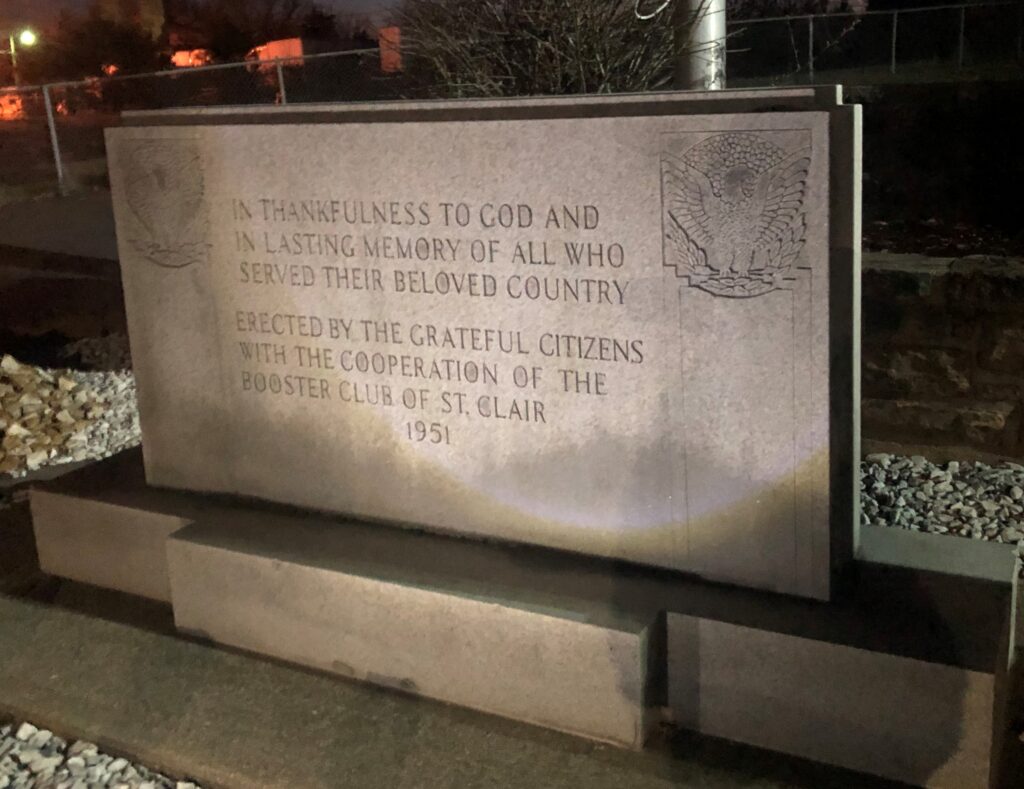 IN THANKFULNESS TO GOD AND
IN LASTING MEMORY OF ALL WHO
SERVED THEIR BELOVED COUNTRY
ERECTED BY THE GRATEFUL CITIZENS
WITH THE COOPERATION OF THE
BOOSTER CLUB OF ST. CLAIR
1951